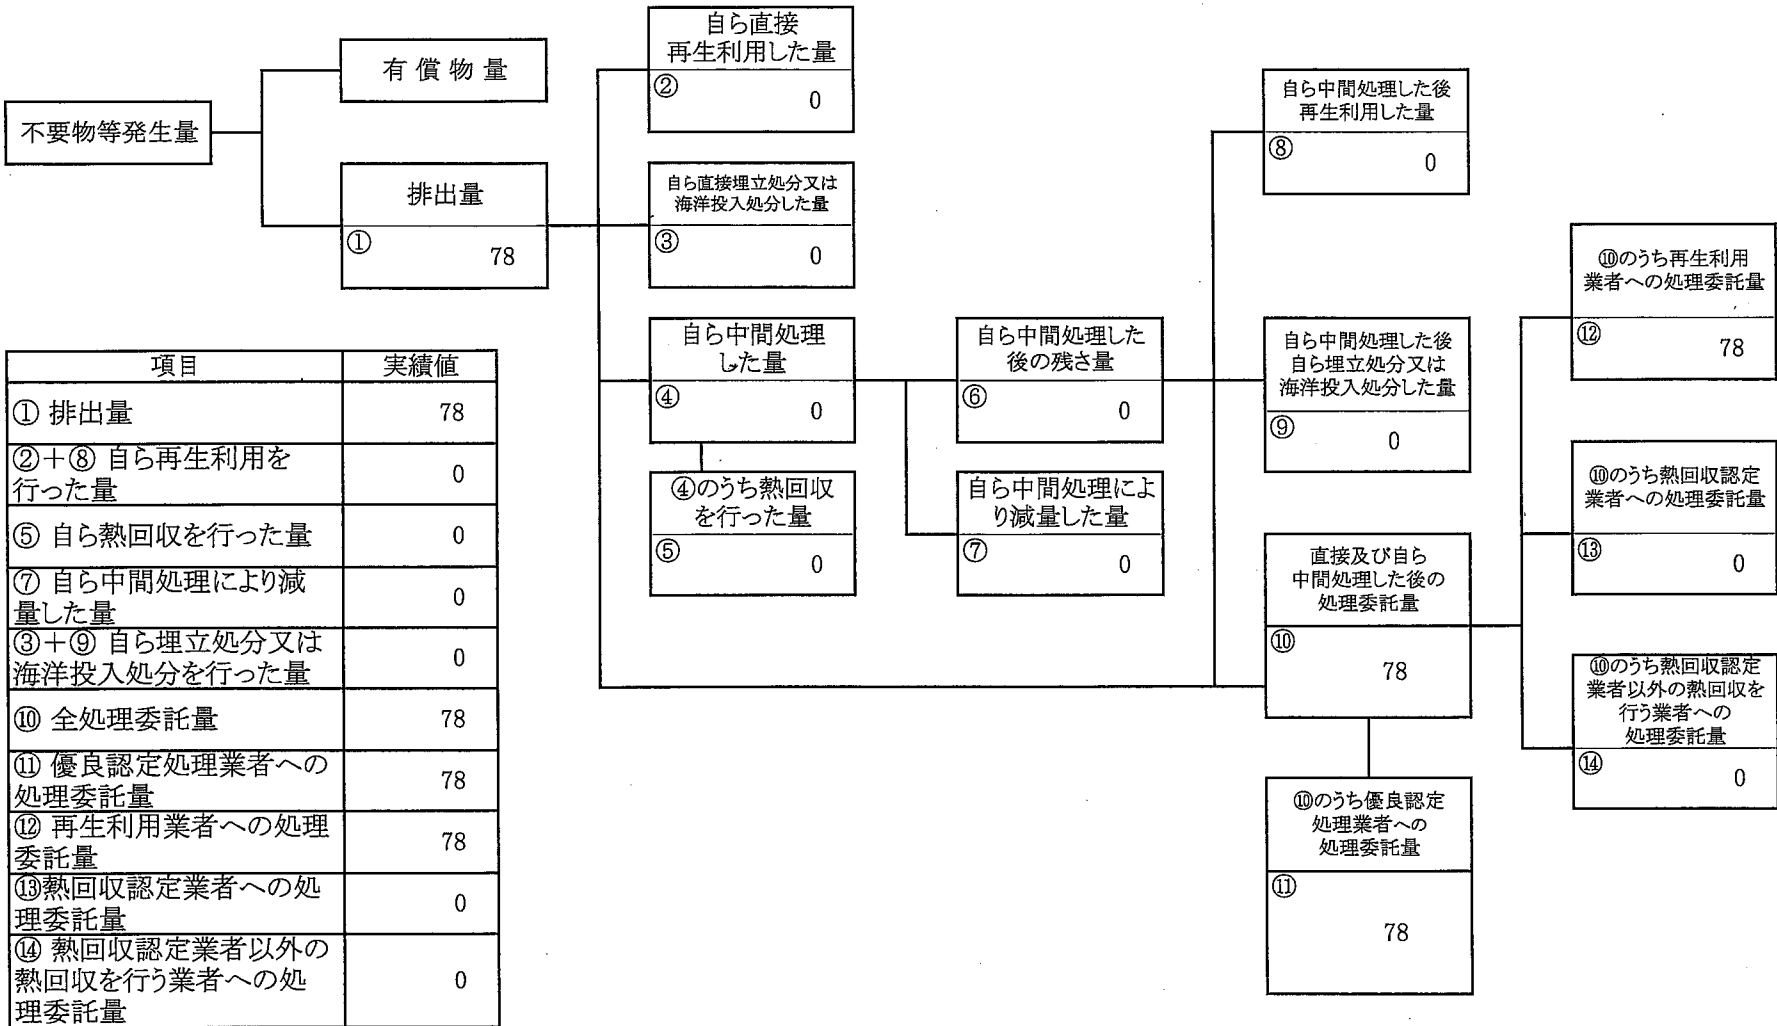 不要物等発生量
有償物量
排出量
①
78
自ら直接
再生利用した量
②
0
自ら直接埋立処分又は
海洋投入処分した量
③
0
自ら中間処理
した量
④
0
④のうち熱回収
を行った量
⑤
0
自ら中間処理した
後の残さ量
⑥
0
自ら中間処理によ
り減量した量
⑦
0
自ら中間処理した後
再生利用した量
⑧
0
自ら中間処理した後
自ら埋立処分又は
海洋投入処分した量
⑨
0
直接及び自ら
中間処理した後の
処理委託量
⑩
78
⑩のうち優良認定
処理業者への
処理委託量
⑪
78
⑩のうち再生利用
業者への処理委託量
⑫
78
⑩のうち熱回収認定
業者への処理委託量
⑬
0
⑩のうち熱回収認定
業者以外の熱回収を
行う業者への
処理委託量
⑭
0
項目 実績値
① 排出量 78
②+⑧ 自ら再生利用を
行った量 0
⑤ 自ら熱回収を行った量 0
⑦ 自ら中間処理により減
量した量 0
③+⑨ 自ら埋立処分又は
海洋投入処分を行った量 0
⑩ 全処理委託量 78
⑪ 優良認定処理業者への
処理委託量 78
⑫ 再生利用業者への処理
委託量 78
⑬熱回収認定業者への処
理委託量 0
⑭ 熱回収認定業者以外の
熱回収を行う業者への処
理委託量 0